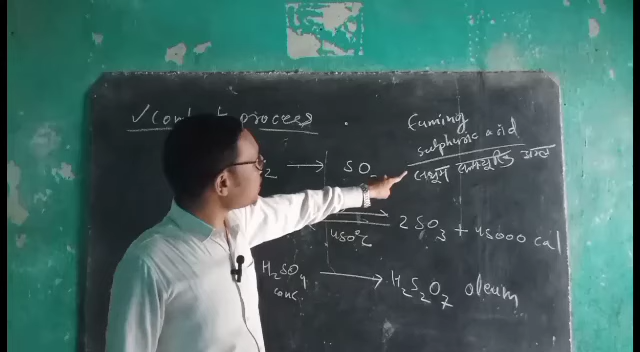 ✓ Contact process
Fuming
sulphuric acid
2 → SO
450°c 2SO3 + 45000 cal
H2SO4 → H2S2O7 oleum
conc